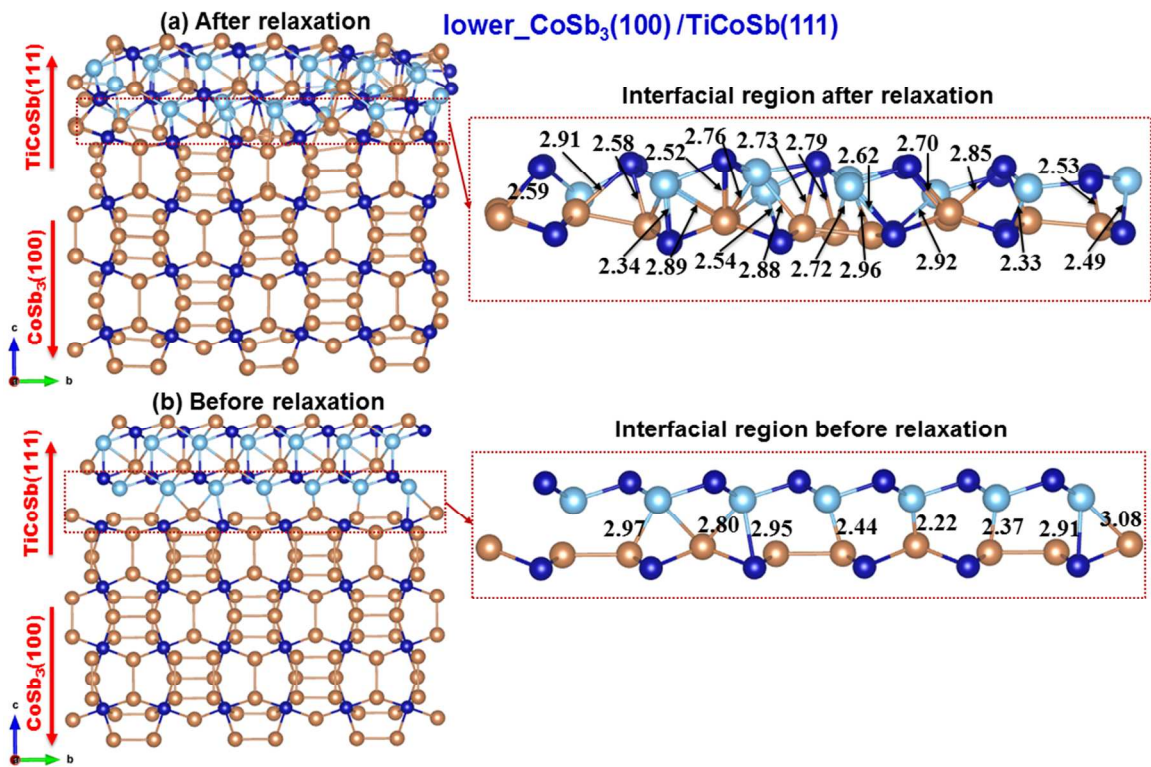 (a) After relaxation
lower_CoSb₃(100) /TiCoSb(111)
TiCoSb(111)
CoSb₃(100)
c
b
Interfacial region after relaxation
2.91
2.58
2.52
2.76
2.73
2.79
2.62
2.70
2.85
2.53
2.59
2.34
2.89
2.54
2.88
2.72
2.96
2.92
2.33
2.49
(b) Before relaxation
TiCoSb(111)
CoSb₃(100)
c
b
Interfacial region before relaxation
2.97
2.80
2.95
2.44
2.22
2.37
2.91
3.08